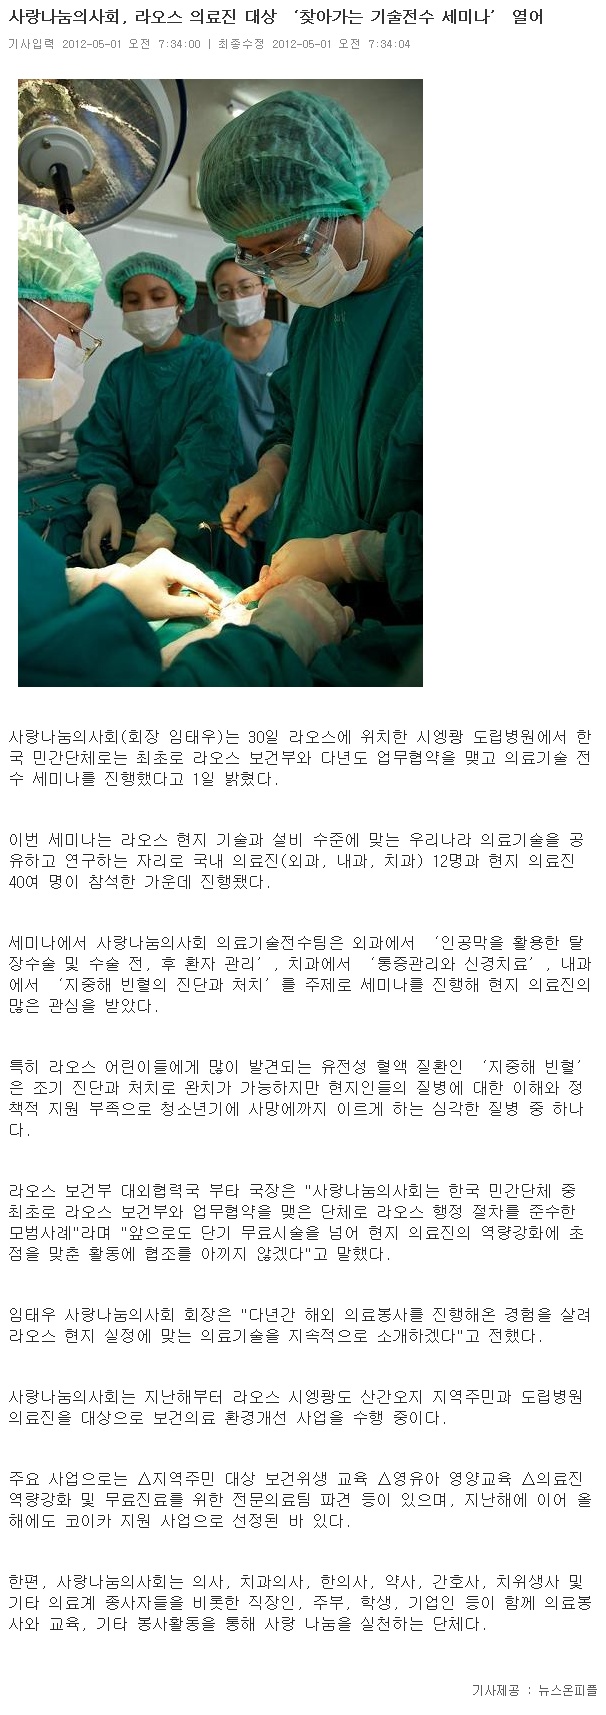 사랑나눔의사회, 라오스 의료진 대상 ‘찾아가는 기술전수 세미나’ 열어
기사입력 2012-05-01 오전 7:34:00 | 최종수정 2012-05-01 오전 7:34:04
사랑나눔의사회(회장 임태우)는 30일 라오스에 위치한 시엥쾅 도립병원에서 한
국 민간단체로는 최초로 라오스 보건부와 다년도 업무협약을 맺고 의료기술 전
수 세미나를 진행했다고 1일 밝혔다.
이번 세미나는 라오스 현지 기술과 설비 수준에 맞는 우리나라 의료기술을 공
유하고 연구하는 자리로 국내 의료진(외과, 내과, 치과) 12명과 현지 의료진
40여 명이 참석한 가운데 진행됐다.
세미나에서 사랑나눔의사회 의료기술전수팀은 외과에서 ‘인공막을 활용한 탈
장수술 및 수술 전, 후 환자 관리’, 치과에서 ‘통증관리와 신경치료’, 내과
에서 ‘지중해 빈혈의 진단과 처치’를 주제로 세미나를 진행해 현지 의료진의
많은 관심을 받았다.
특히 라오스 어린이들에게 많이 발견되는 유전성 혈액 질환인 ‘지중해 빈혈’
은 조기 진단과 처치로 완치가 가능하지만 현지인들의 질병에 대한 이해와 정
책적 지원 부족으로 청소년기에 사망에까지 이르게 하는 심각한 질병 중 하나
다.
라오스 보건부 대외협력국 부타 국장은 "사랑나눔의사회는 한국 민간단체 중
최초로 라오스 보건부와 업무협약을 맺은 단체로 라오스 행정 절차를 준수한
모범사례"라며 "앞으로도 단기 무료시술을 넘어 현지 의료진의 역량강화에 초
점을 맞춘 활동에 협조를 아끼지 않겠다"고 말했다.
임태우 사랑나눔의사회 회장은 "다년간 해외 의료봉사를 진행해온 경험을 살려
라오스 현지 실정에 맞는 의료기술을 지속적으로 소개하겠다"고 전했다.
사랑나눔의사회는 지난해부터 라오스 시엥쾅도 산간오지 지역주민과 도립병원
의료진을 대상으로 보건의료 환경개선 사업을 수행 중이다.
주요 사업으로는 △지역주민 대상 보건위생 교육 △영유아 영양교육 △의료진
역량강화 및 무료진료를 위한 전문의료팀 파견 등이 있으며, 지난해에 이어 올
해에도 코이카 지원 사업으로 선정된 바 있다.
한편, 사랑나눔의사회는 의사, 치과의사, 한의사, 약사, 간호사, 치위생사 및
기타 의료계 종사자들을 비롯한 직장인, 주부, 학생, 기업인 등이 함께 의료봉
사와 교육, 기타 봉사활동을 통해 사랑 나눔을 실천하는 단체다.
기사제공 : 뉴스온피플